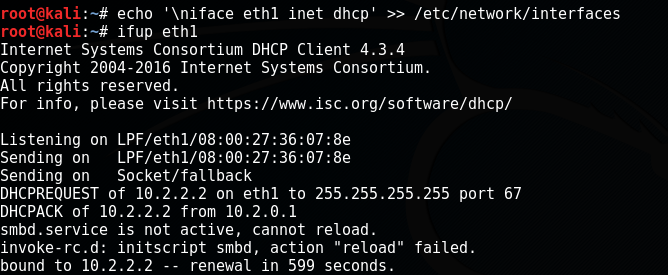 root@kali:~# echo '\niface eth1 inet dhcp' >> /etc/network/interfaces
root@kali:~# ifup eth1
Internet Systems Consortium DHCP Client 4.3.4
Copyright 2004-2016 Internet Systems Consortium.
All rights reserved.
For info, please visit https://www.isc.org/software/dhcp/

Listening on LPF/eth1/08:00:27:36:07:8e
Sending on   LPF/eth1/08:00:27:36:07:8e
Sending on   Socket/fallback
DHCPREQUEST of 10.2.2.2 on eth1 to 255.255.255.255 port 67
DHCPACK of 10.2.2.2 from 10.2.0.1
smbd.service is not active, cannot reload.
invoke-rc.d: initscript smbd, action "reload" failed.
bound to 10.2.2.2 -- renewal in 599 seconds.